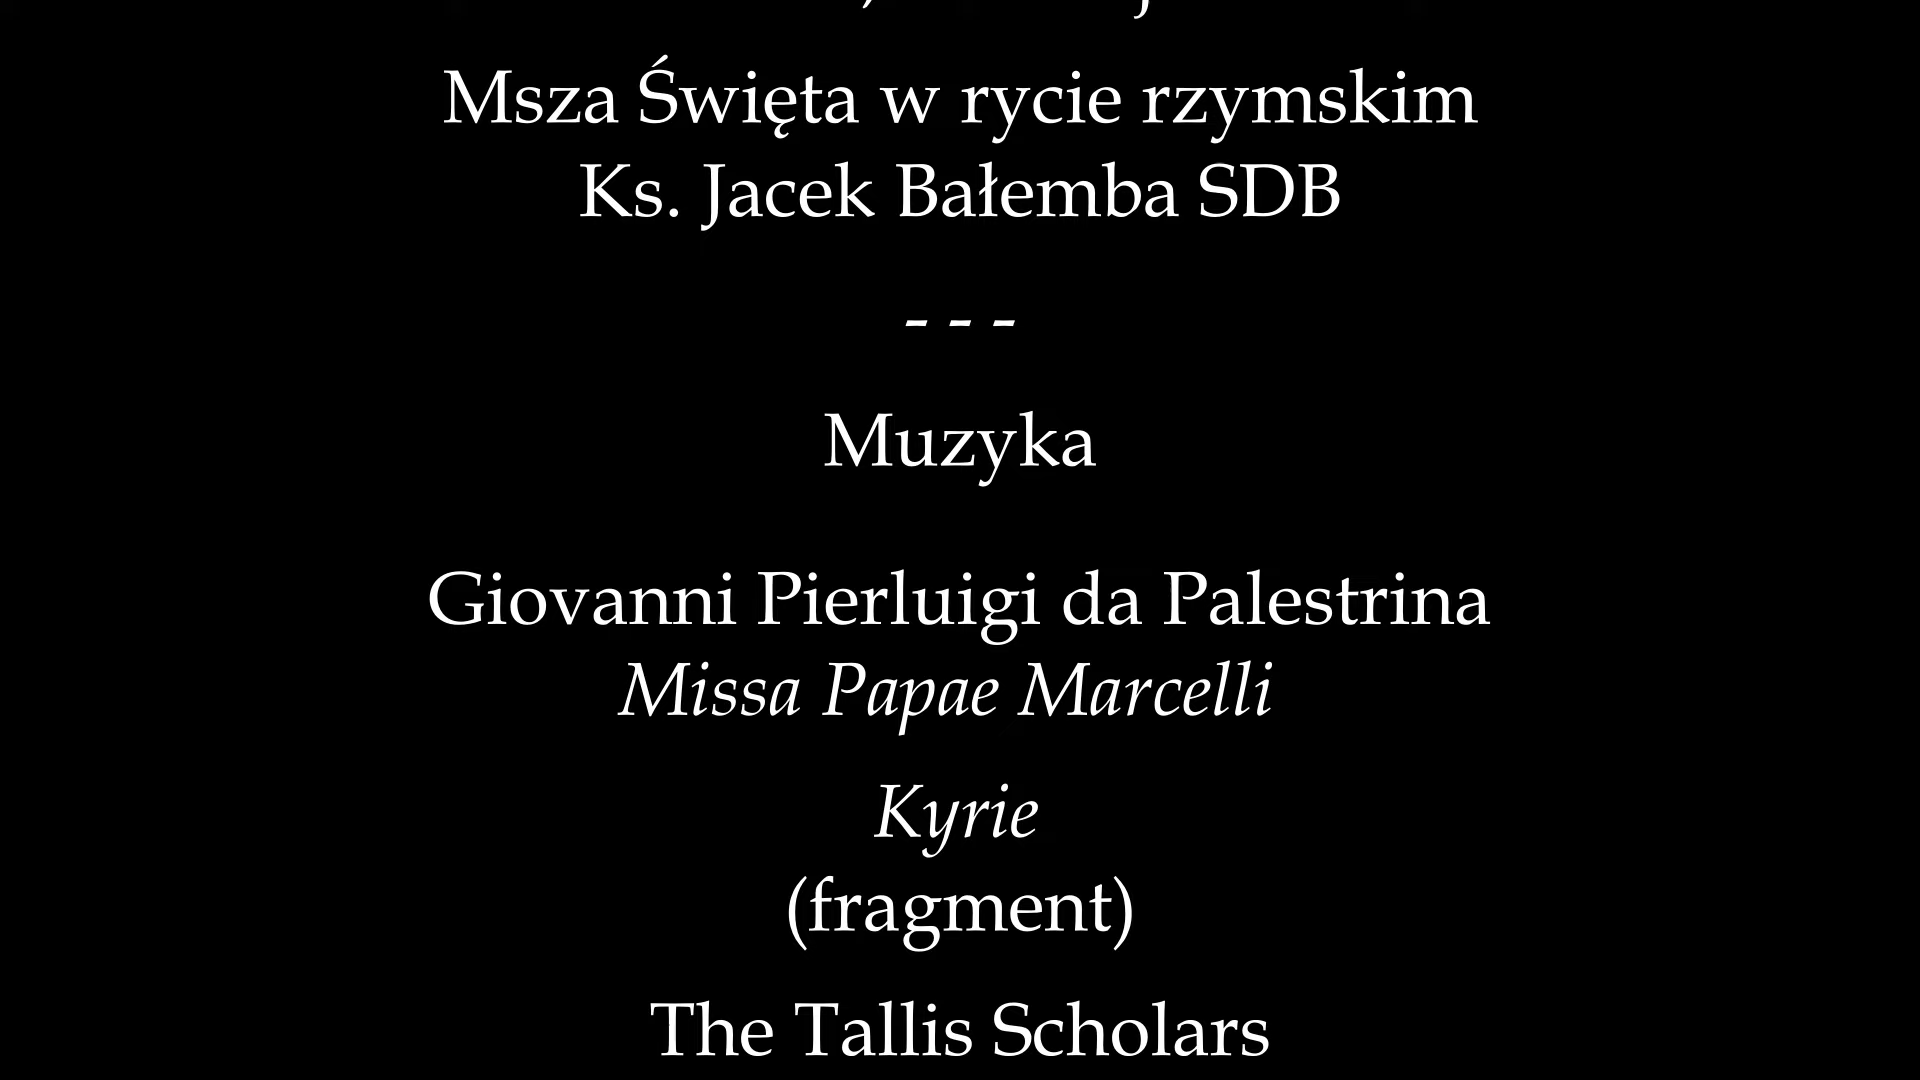 Msza Święta w rycie rzymskim
Ks. Jacek Bałemba SDB
- - -
Muzyka
Giovanni Pierluigi da Palestrina
Missa Papae Marcelli
Kyrie
(fragment)
The Tallis Scholars